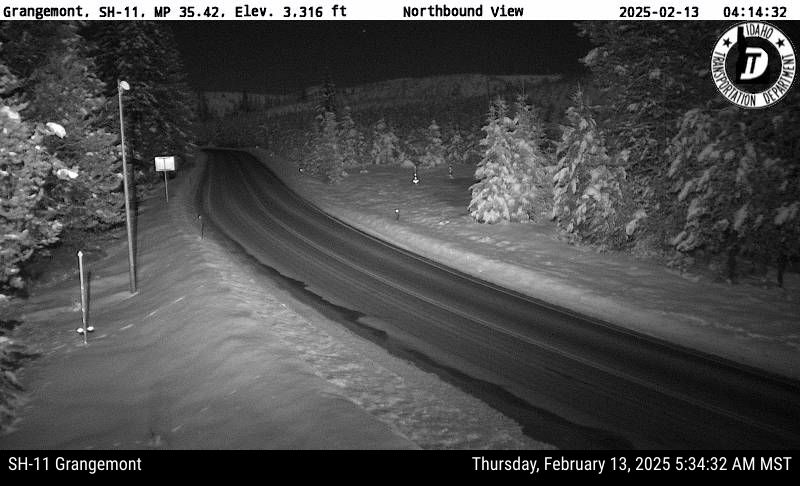 Grangemont, SH-11, MP 35.42, Elev. 3,316 ft Northbound View 2025-02-13 04:14:32
IDAHO
TRANSPORTATION DEPARTMENT
SH-11 Grangemont Thursday, February 13, 2025 5:34:32 AM MST